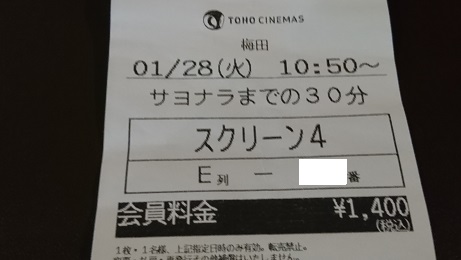 TOHO CINEMAS
梅田
01/28(火) 10:50～
サヨナラまでの30分
スクリーン4
E列 ー 番
会員料金 ¥1,400
(税込)
1枚・1名様、上記指定日時のみ有効。転売禁止。